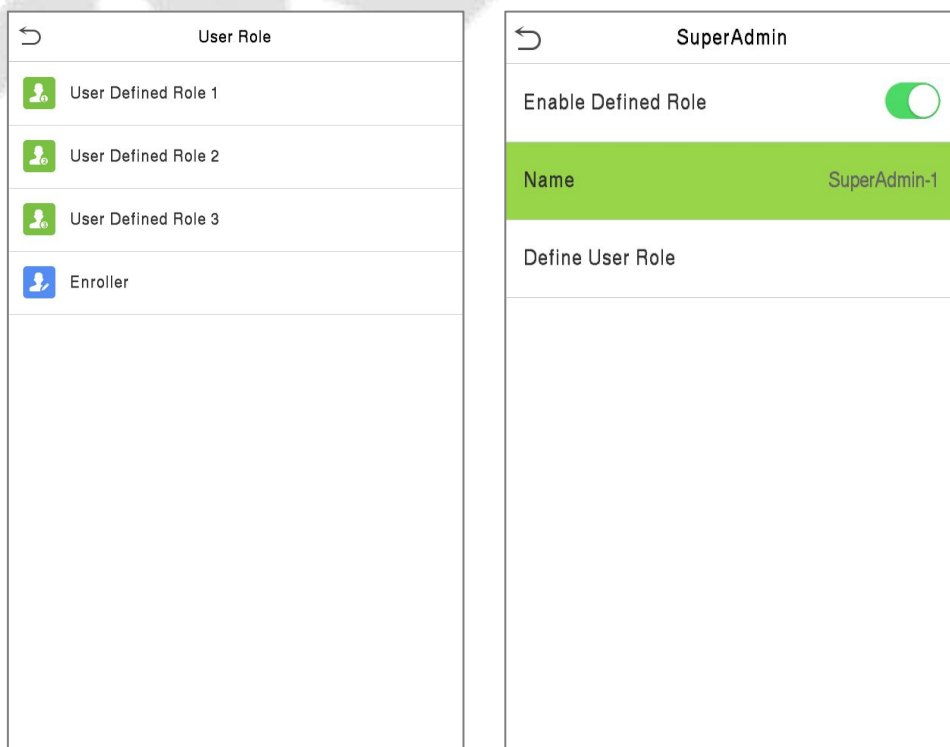 User Role
User Defined Role 1
User Defined Role 2
User Defined Role 3
Enroller
SuperAdmin
Enable Defined Role
Name SuperAdmin-1
Define User Role